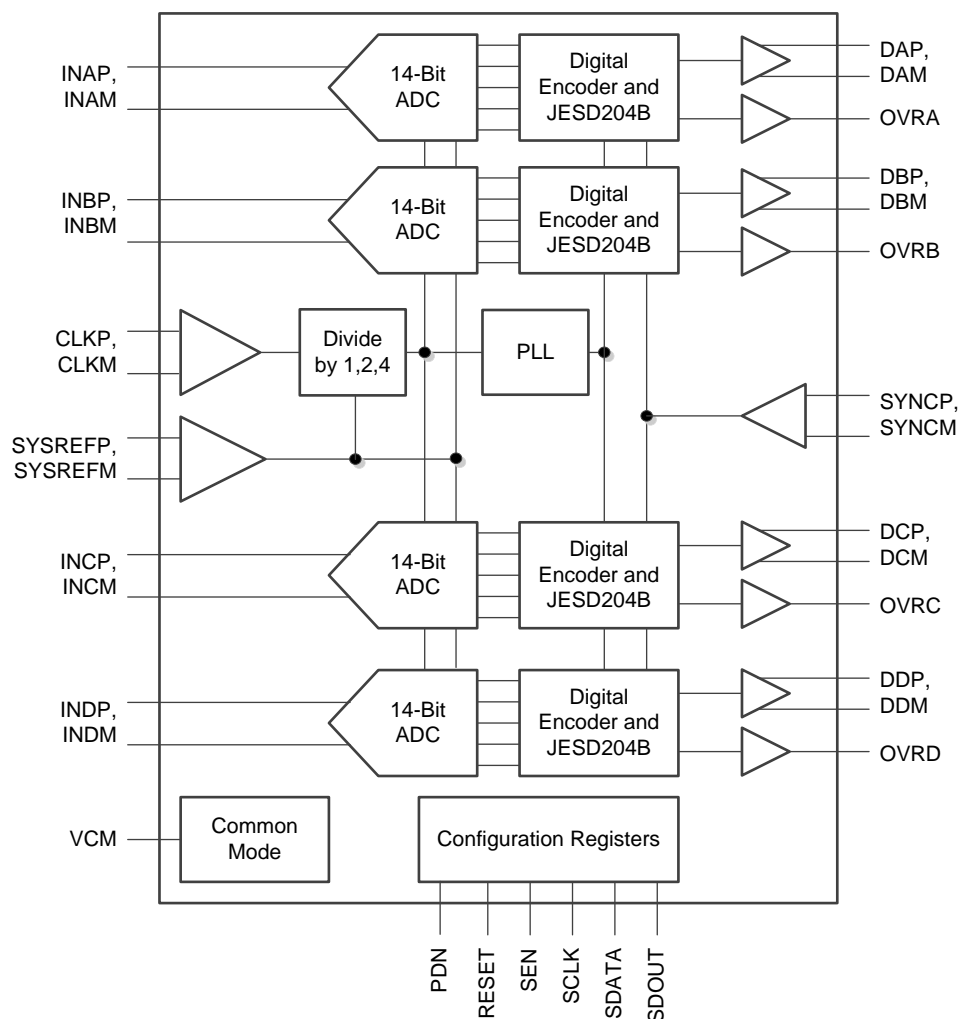 INAP,
INAM
14-Bit
ADC
Digital
Encoder and
JESD204B
DAP,
DAM
OVRA
INBP,
INBM
14-Bit
ADC
Digital
Encoder and
JESD204B
DBP,
DBM
OVRB
CLKP,
CLKM
Divide
by 1,2,4
PLL
SYNCP,
SYNCM
SYSREFP,
SYSREFM
INCP,
INCM
14-Bit
ADC
Digital
Encoder and
JESD204B
DCP,
DCM
OVRC
INDP,
INDM
14-Bit
ADC
Digital
Encoder and
JESD204B
DDP,
DDM
OVRD
VCM
Common
Mode
Configuration Registers
PDN
RESET
SEN
SCLK
SDATA
SDOUT